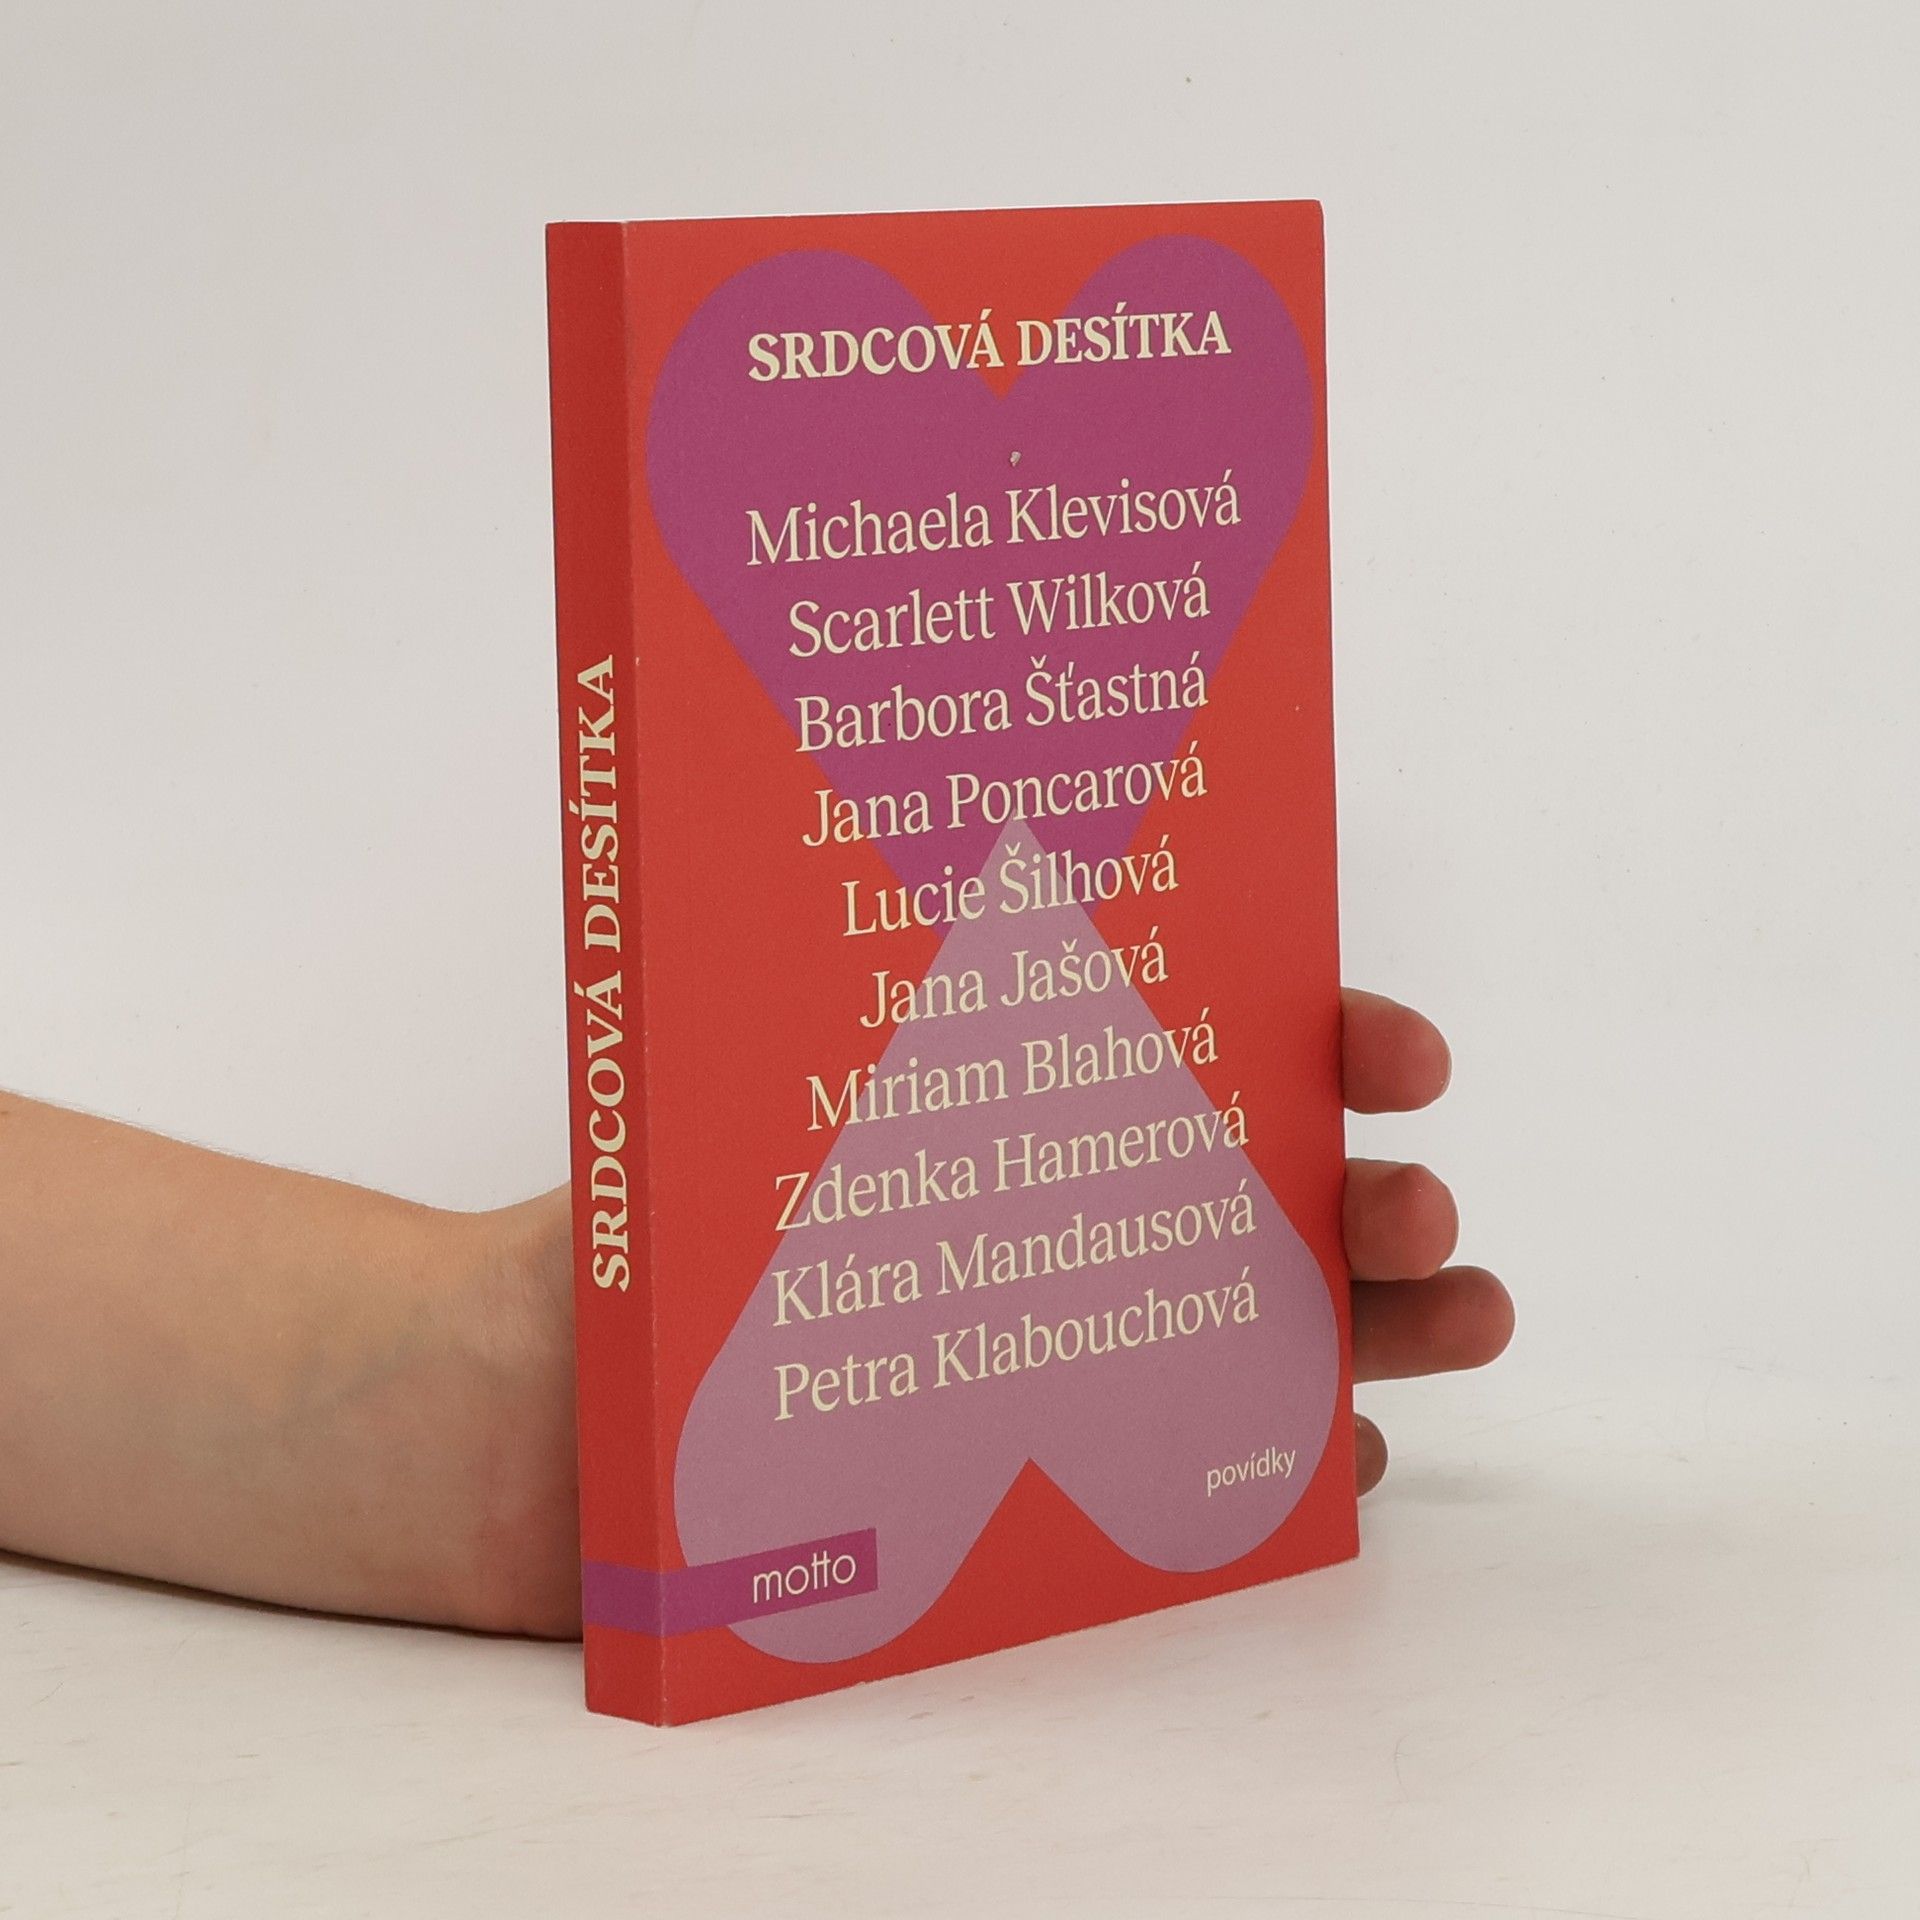 SRDCOVÁ DESÍTKA
SRDCOVÁ DESÍTKA
Michaela Klevisová
Scarlett Wilková
Barbora Šťastná
Jana Poncarová
Lucie Šilhová
Jana Jašová
Miriam Blahová
Zdenka Hamerová
Klára Mandausová
Petra Klabouchová
povídky
motto